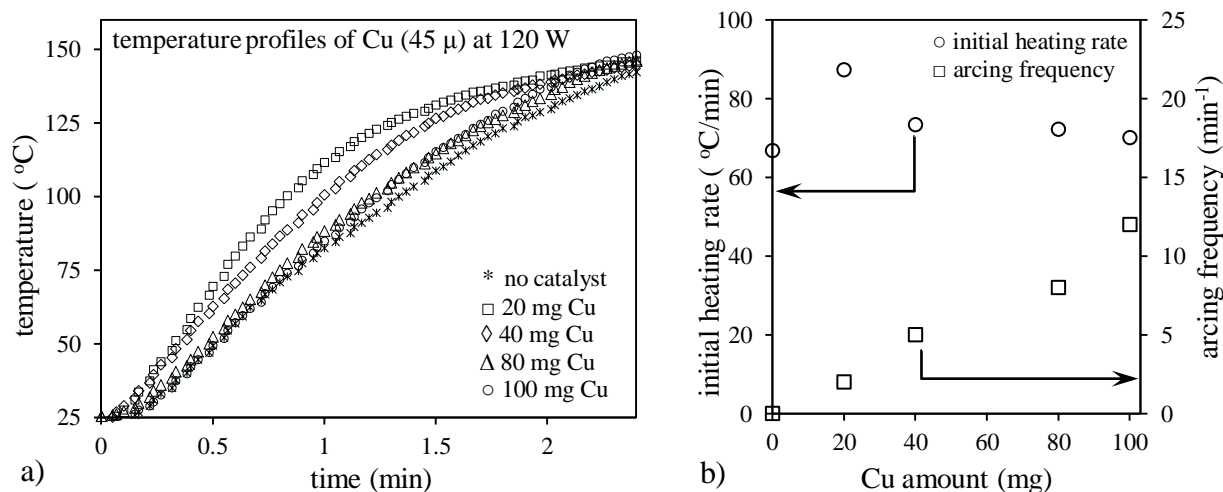 temperature profiles of Cu (45 µ) at 120 W
temperature ( ᵒC)
150
125
100
75
50
25
* no catalyst
20 mg Cu
40 mg Cu
80 mg Cu
100 mg Cu
0
0.5
1
1.5
2
time (min)
a)
initial heating rate ( ᵒC/min)
100
80
60
40
20
0
initial heating rate
arcing frequency
25
20
15
10
5
0
arcing frequency (min⁻¹)
0
20
40
60
80
100
Cu amount (mg)
b)